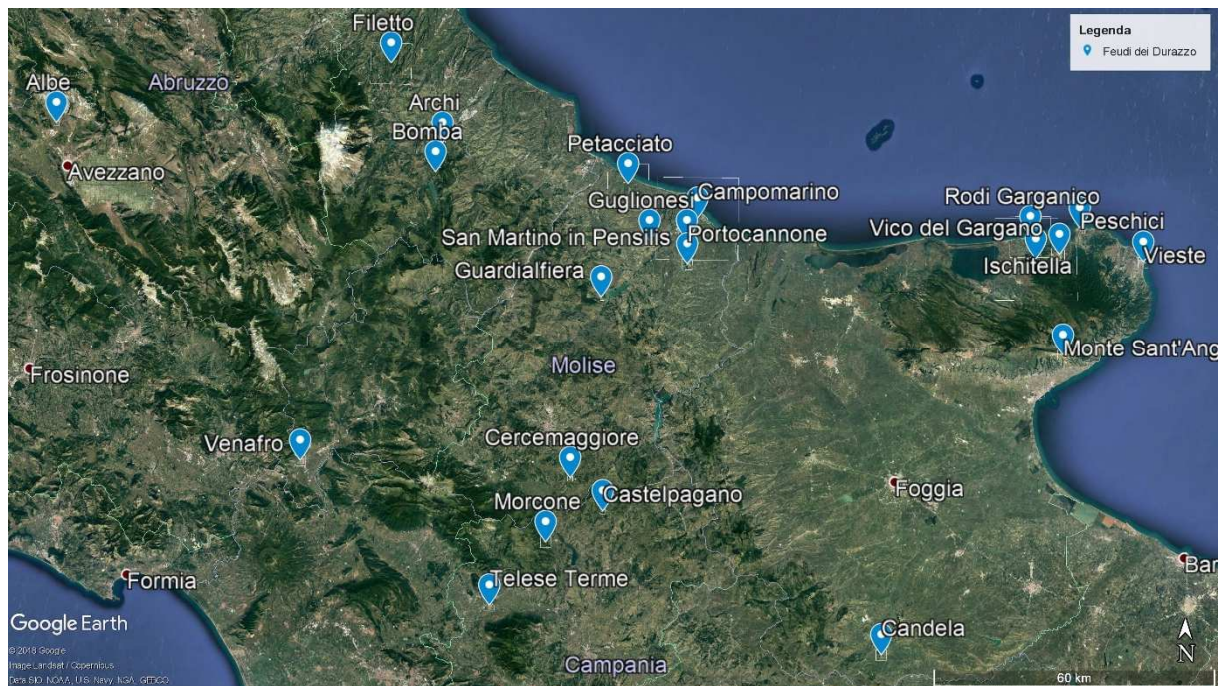 Filetto
Legenda
Feudi dei Durazzo
Albe
Abruzzo
Archi
Bomba
Avezzano
Petacciato
Campomarino
Guglionesi
Rodi Garganico
Peschici
Vico del Gargano
San Martino in Pensilis
Portocannone
Vieste
Ischitella
Guardialfiera
Molise
Monte Sant'Ang
Frosinone
Venafro
Cercemaggiore
Castelpagano
Foggia
Morcone
Formia
Telese Terme
Bar
Candela
Campania
Google Earth
© 2018 Google
Image Landsat / Copernicus
Data SIO, NOAA, U.S. Navy, NGA, GEBCO
N
60 km